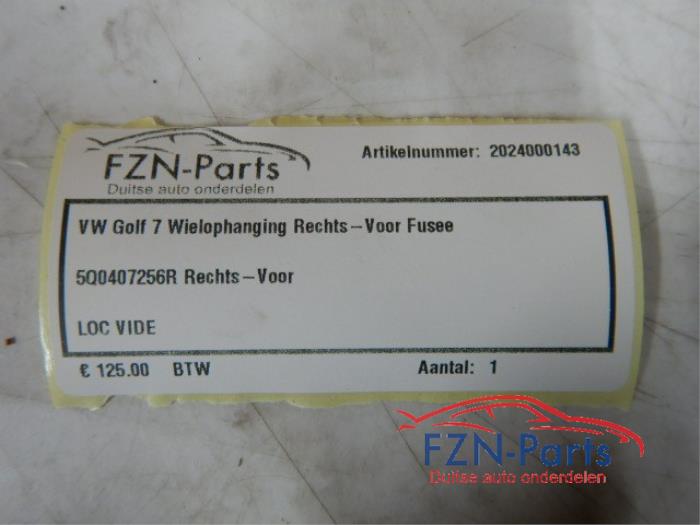 FZN-Parts
Duitse auto onderdelen
Artikelnummer: 2024000143
VW Golf 7 Wielophanging Rechts-Voor Fusee
5Q0407256R Rechts-Voor
LOC VIDE
€ 125.00 BTW
Aantal: 1
FZN-Parts
Duitse auto onderdelen